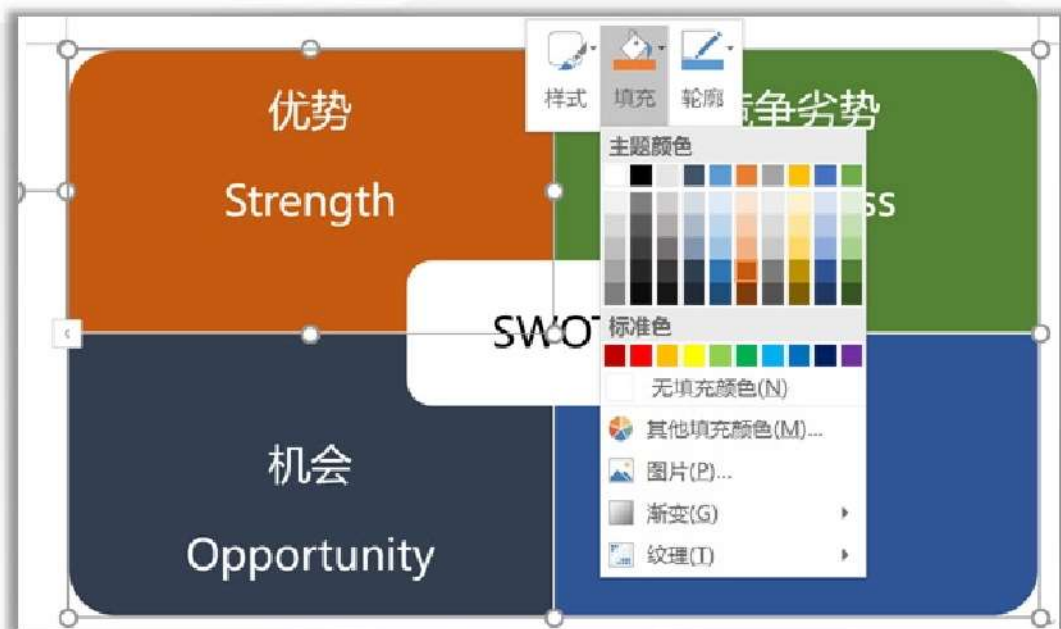 优势
Strength
样式
填充
轮廓
争劣势
ss
主题颜色
标准色
无填充颜色(N)
其他填充颜色(M)...
图片(P)...
渐变(G)
纹理(T)
SWO
机会
Opportunity